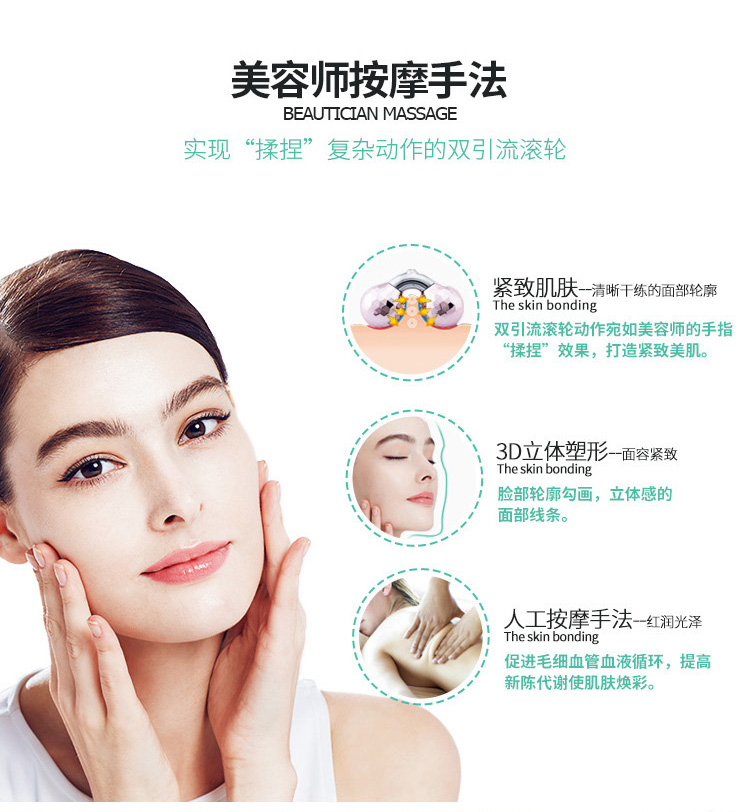 美容师按摩手法
BEAUTICIAN MASSAGE
实现“揉捏”复杂动作的双引流滚轮
紧致肌肤--清晰干练的面部轮廓
The skin bonding
双引流滚轮动作宛如美容师的手指
“揉捏”效果，打造紧致美肌。
3D立体塑形--面容紧致
The skin bonding
脸部轮廓勾画，立体感的
面部线条。
人工按摩手法--红润光泽
The skin bonding
促进毛细血管血液循环，提高
新陈代谢使肌肤焕彩。